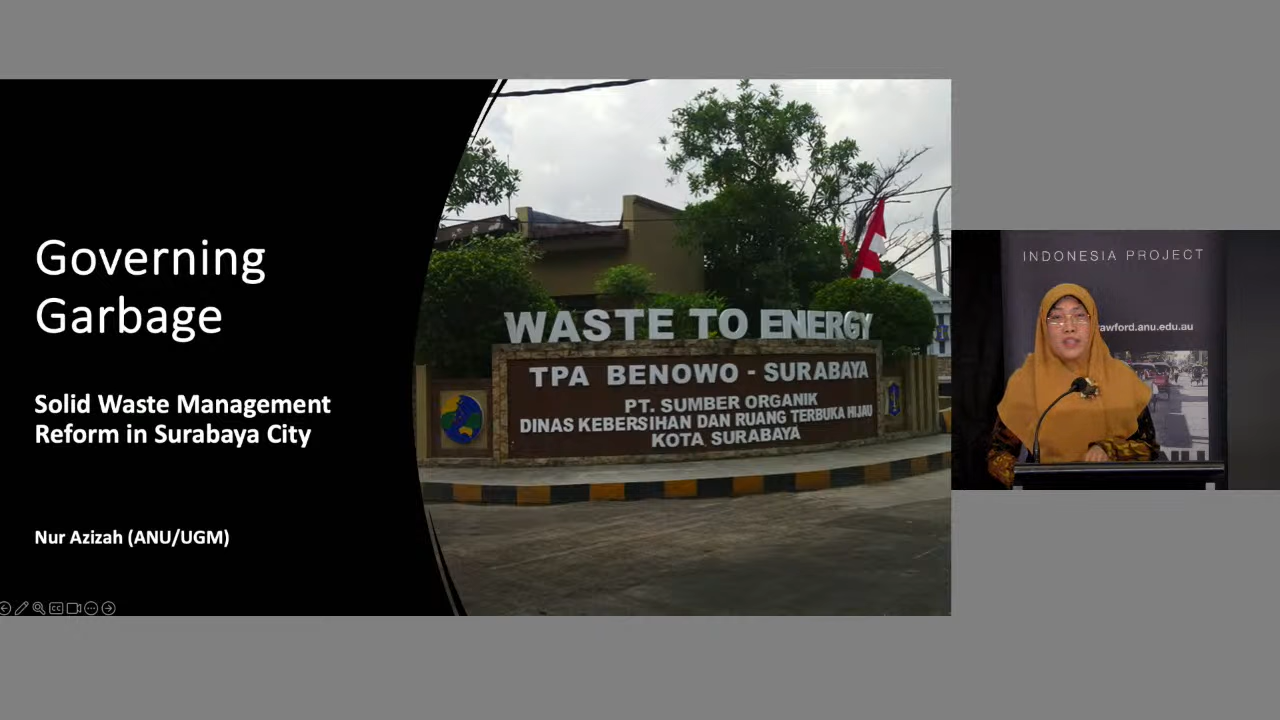 Governing
Garbage
Solid Waste Management
Reform in Surabaya City
Nur Azizah (ANU/UGM)
WASTE TO ENERGY
TPA BENOWO - SURABAYA
PT. SUMBER ORGANIK
DINAS KEBERSIHAN DAN RUANG TERBUKA HIJAU
KOTA SURABAYA
INDONESIA PROJECT
rawford.anu.edu.au